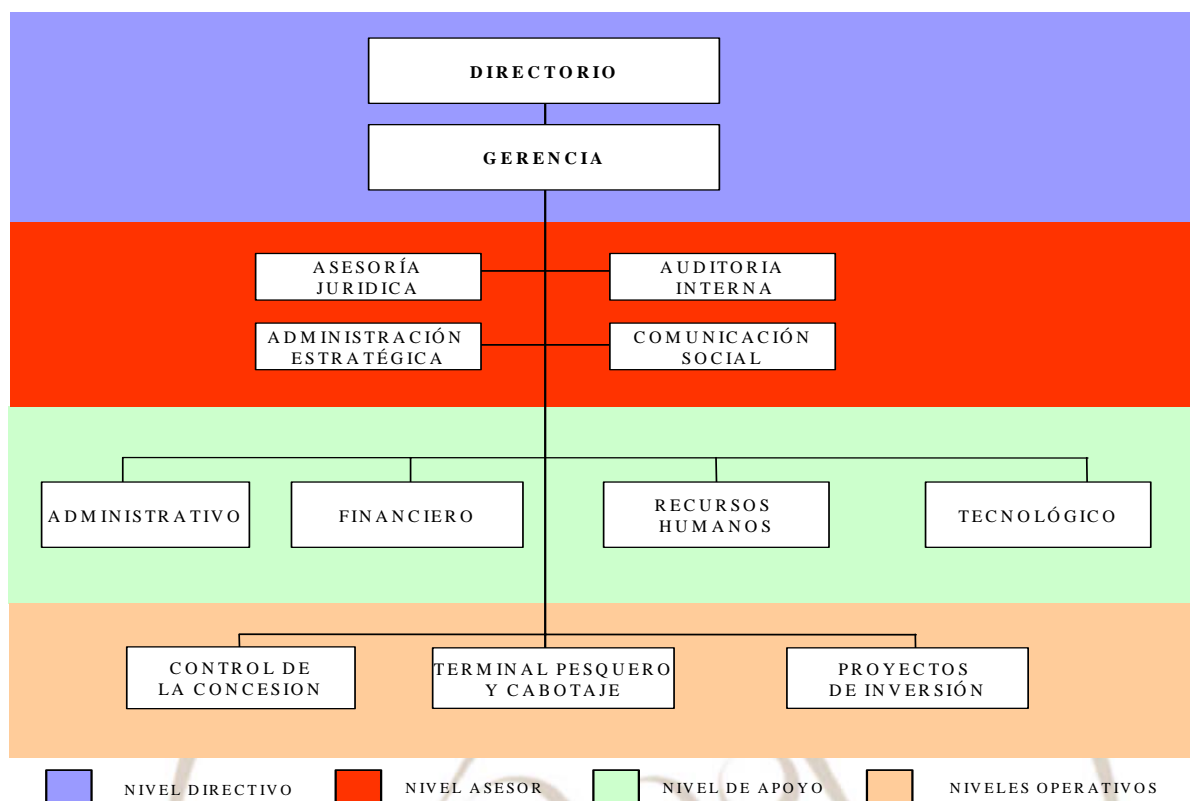 DIRECTORIO
GERENCIA
ASESORÍA
JURIDICA
AUDITORIA
INTERNA
ADMINISTRACIÓN
ESTRATÉGICA
COMUNICACIÓN
SOCIAL
ADMINISTRATIVO
FINANCIERO
RECURSOS
HUMANOS
TECNOLÓGICO
CONTROL DE
LA CONCESION
TERMINAL PESQUERO
Y CABOTAJE
PROYECTOS
DE INVERSIÓN
NIVEL DIRECTIVO
NIVEL ASESOR
NIVEL DE APOYO
NIVELES OPERATIVOS